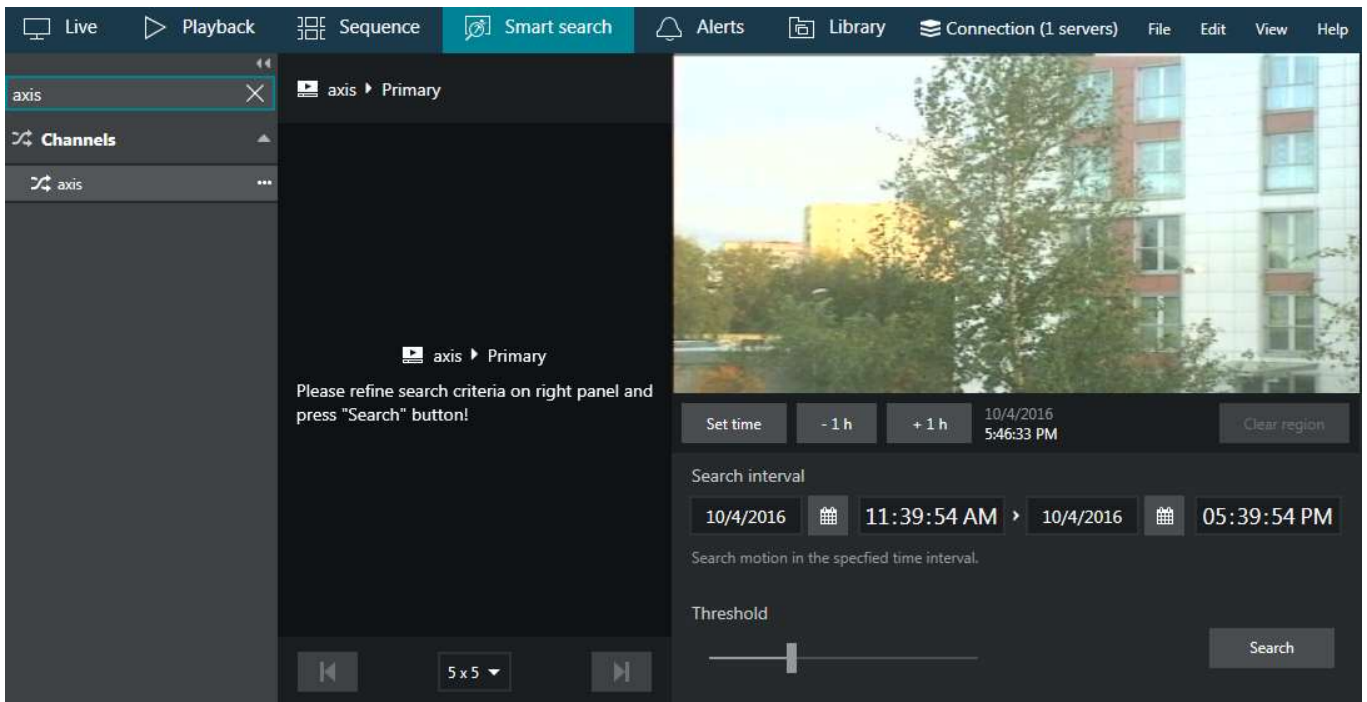 Live Playback Sequence Smart search Alerts Library Connection (1 servers) File Edit View Help
axis
Channels
axis
axis Primary
axis Primary
Please refine search criteria on right panel and
press "Search" button!
5 x 5
Set time - 1 h + 1 h 10/4/2016 Clear region
5:46:33 PM
Search interval
10/4/2016 11:39:54 AM › 10/4/2016 05:39:54 PM
Search motion in the specfied time interval.
Threshold
Search